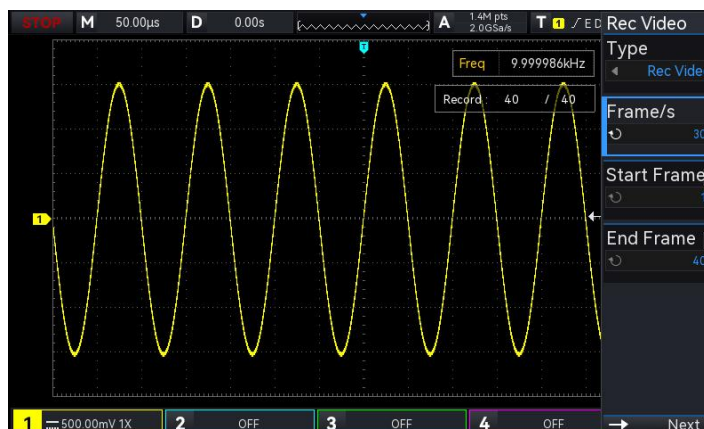 STOP M 50.00µs D 0.00s A 1.4M pts 2.0GSa/s T 1 E D
Rec Video
Type
Rec Vide
Frame/s
30
Start Frame
End Frame
40
Freq 9.999986kHz
Record: 40 / 40
1
1 500.00mV 1X 2 OFF 3 OFF 4 OFF
Next